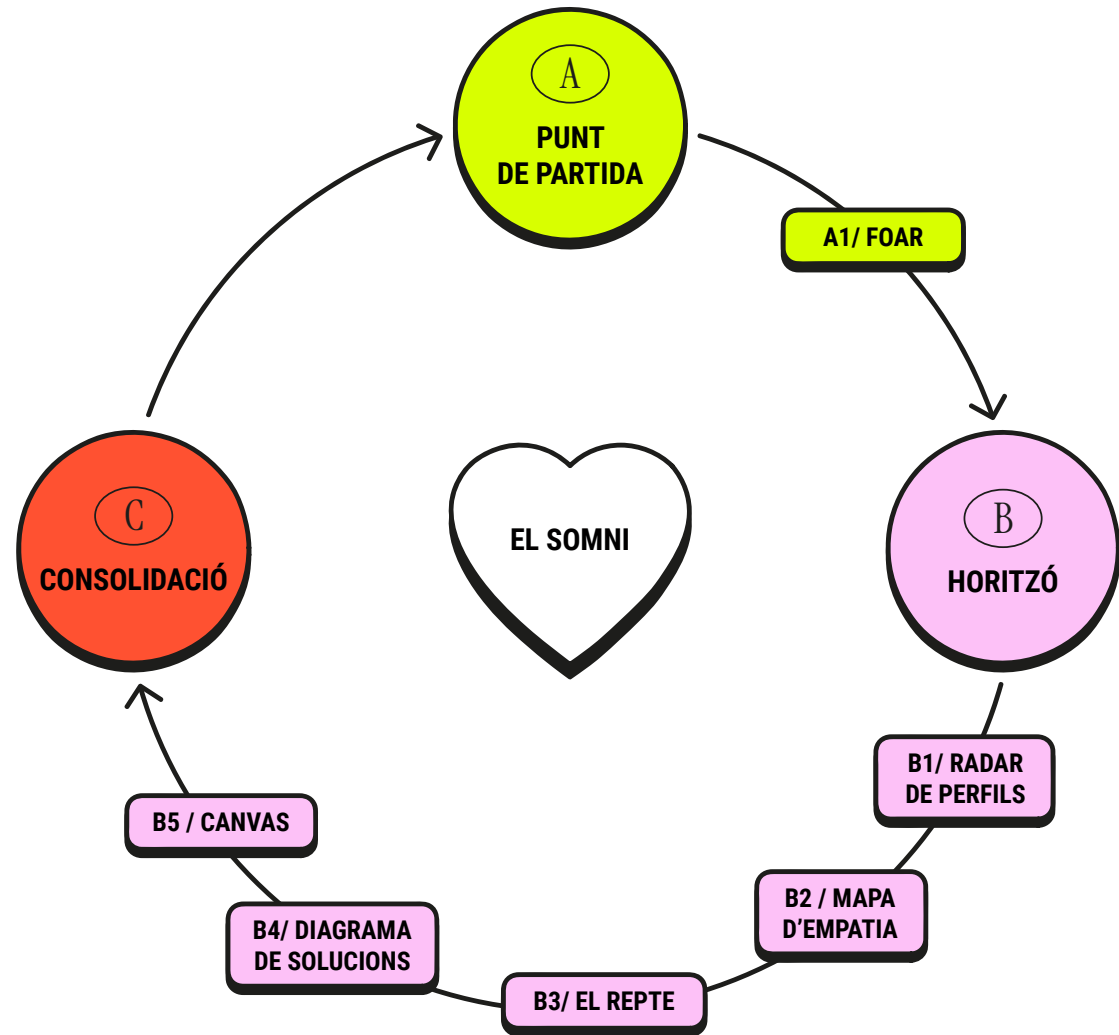 A
PUNT
DE PARTIDA
A1/ FOAR
B
HORITZÓ
B1/ RADAR
DE PERFILS
B2 / MAPA
D’EMPATIA
B3/ EL REPTE
B4/ DIAGRAMA
DE SOLUCIONS
B5 / CANVAS
C
CONSOLIDACIÓ
EL SOMNI